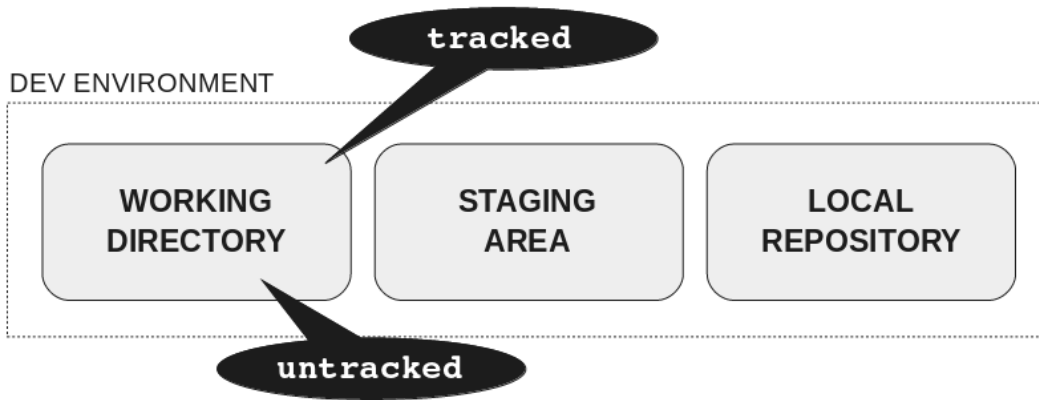 tracked
DEV ENVIRONMENT
WORKING
DIRECTORY
STAGING
AREA
LOCAL
REPOSITORY
untracked